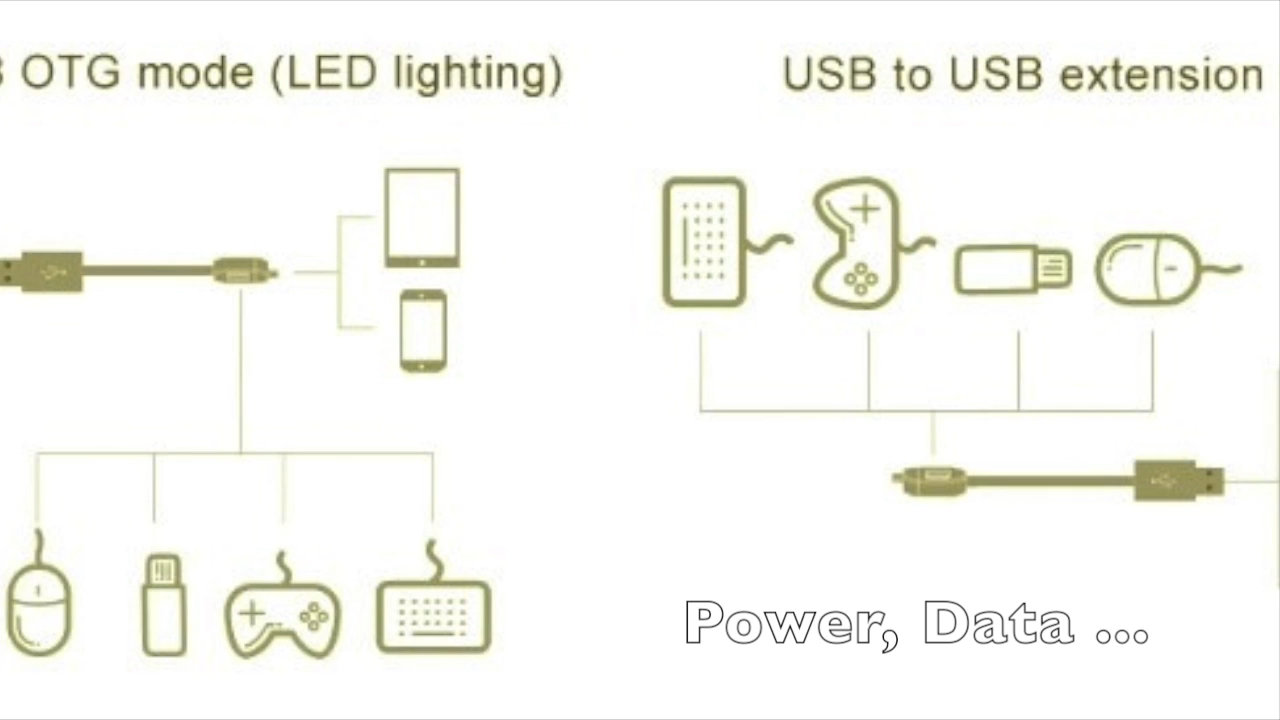 OTG mode (LED lighting)
USB to USB extension
Power, Data ...